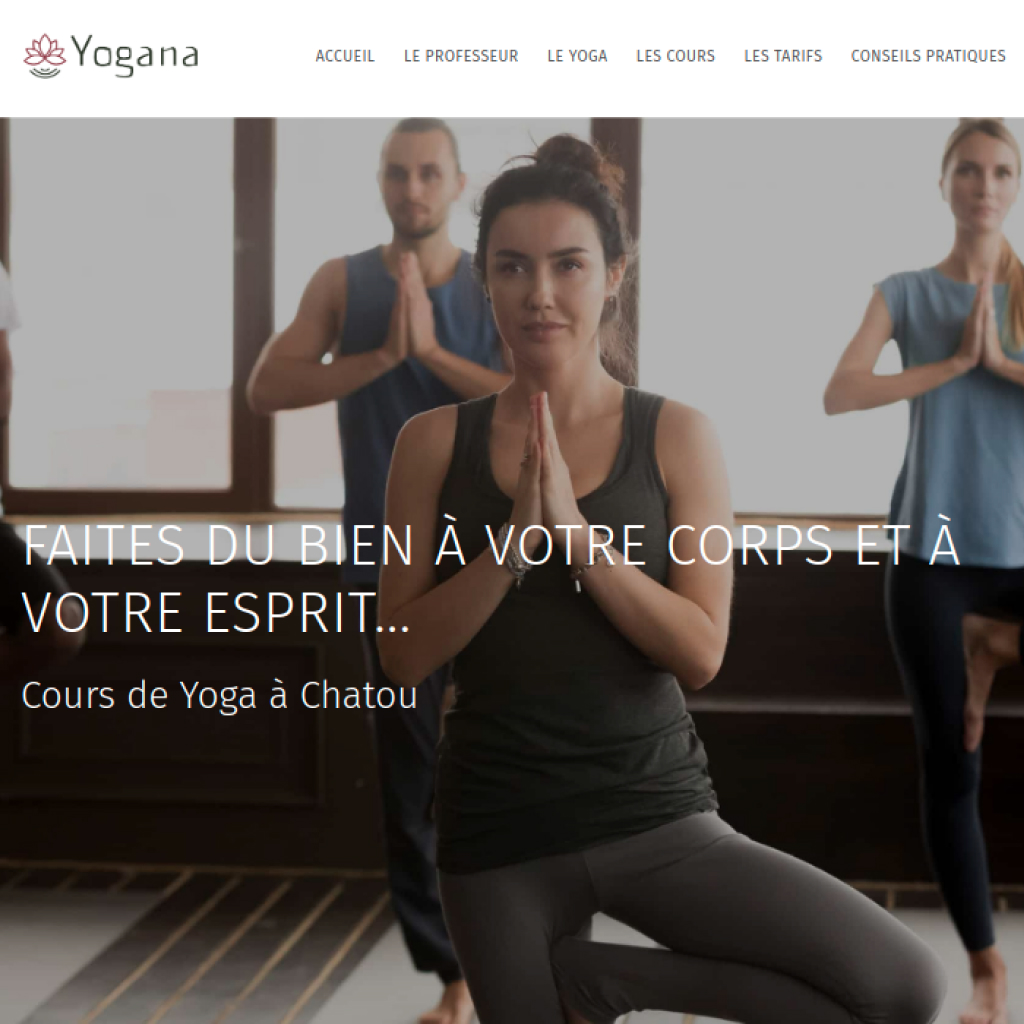 Yogana
ACCUEIL LE PROFESSEUR LE YOGA LES COURS LES TARIFS CONSEILS PRATIQUES
FAITES DU BIEN À VOTRE CORPS ET À
VOTRE ESPRIT...
Cours de Yoga à Chatou